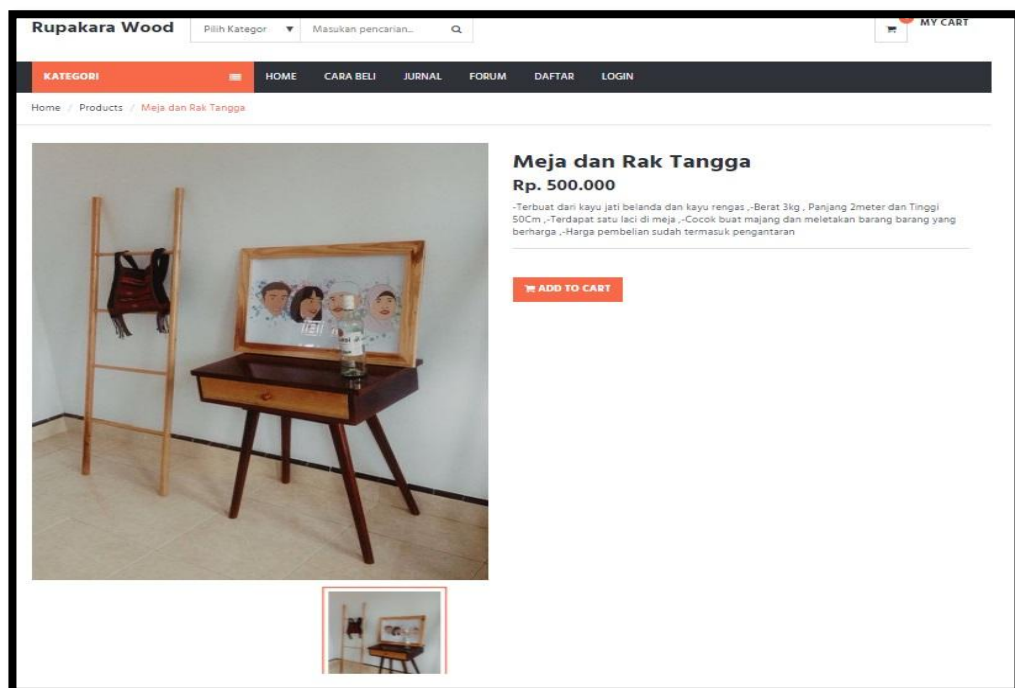 Rupakara Wood
Pilih Kategor
Masukan pencarian...
MY CART
KATEGORI
HOME
CARA BELI
JURNAL
FORUM
DAFTAR
LOGIN
Home / Products / Meja dan Rak Tangga
Meja dan Rak Tangga
Rp. 500.000
-Terbuat dari kayu jati belanda dan kayu rengas ,-Berat 3kg , Panjang 2meter dan Tinggi
50Cm ,-Terdapat satu laci di meja ,-Cocok buat majang dan meletakan barang barang yang
berharga ,-Harga pembelian sudah termasuk pengantaran
ADD TO CART